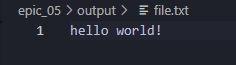 epic_05 > output > file.txt
1 hello world!